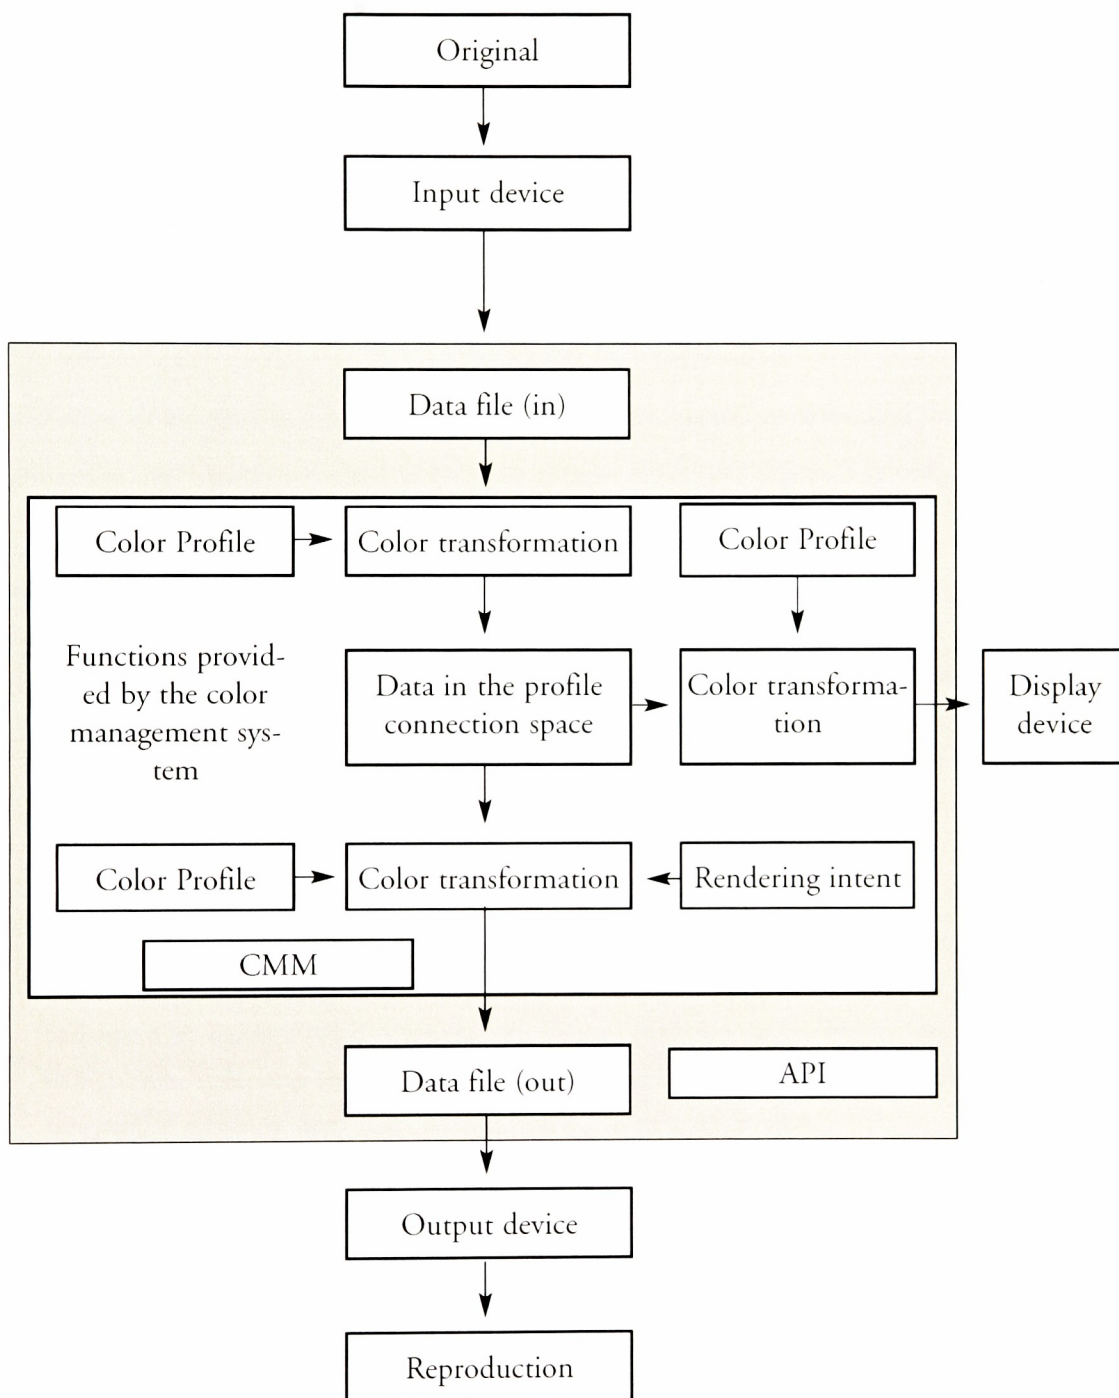 Original
Input device
Data file (in)
Color Profile
Color transformation
Color Profile
Functions provid-
ed by the color
management sys-
tem
Data in the profile
connection space
Color transforma-
tion
Display
device
Color Profile
Color transformation
Rendering intent
CMM
Data file (out)
API
Output device
Reproduction